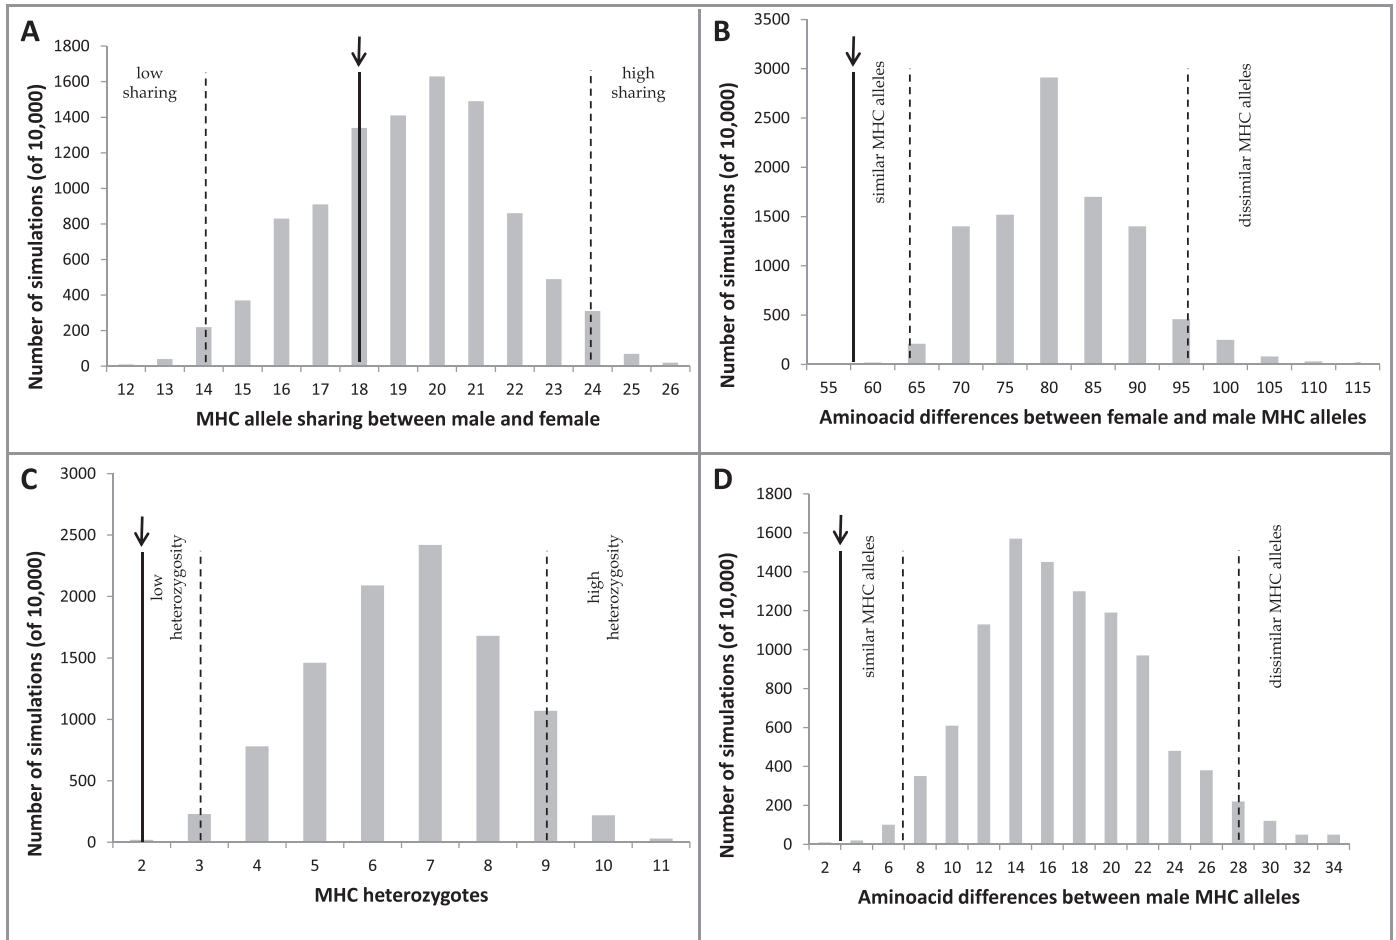 A
Number of simulations (of 10,000)
1800
1600
1400
1200
1000
800
600
400
200
0
low
sharing
high
sharing
12 13 14 15 16 17 18 19 20 21 22 23 24 25 26
MHC allele sharing between male and female
B
Number of simulations (of 10,000)
3500
3000
2500
2000
1500
1000
500
0
similar MHC alleles
dissimilar MHC alleles
55 60 65 70 75 80 85 90 95 100 105 110 115
Aminoacid differences between female and male MHC alleles
C
Number of simulations (of 10,000)
3000
2500
2000
1500
1000
500
0
low
heterozygosity
high
heterozygosity
2 3 4 5 6 7 8 9 10 11
MHC heterozygotes
D
Number of simulations (of 10,000)
1800
1600
1400
1200
1000
800
600
400
200
0
similar MHC alleles
dissimilar MHC alleles
2 4 6 8 10 12 14 16 18 20 22 24 26 28 30 32 34
Aminoacid differences between male MHC alleles